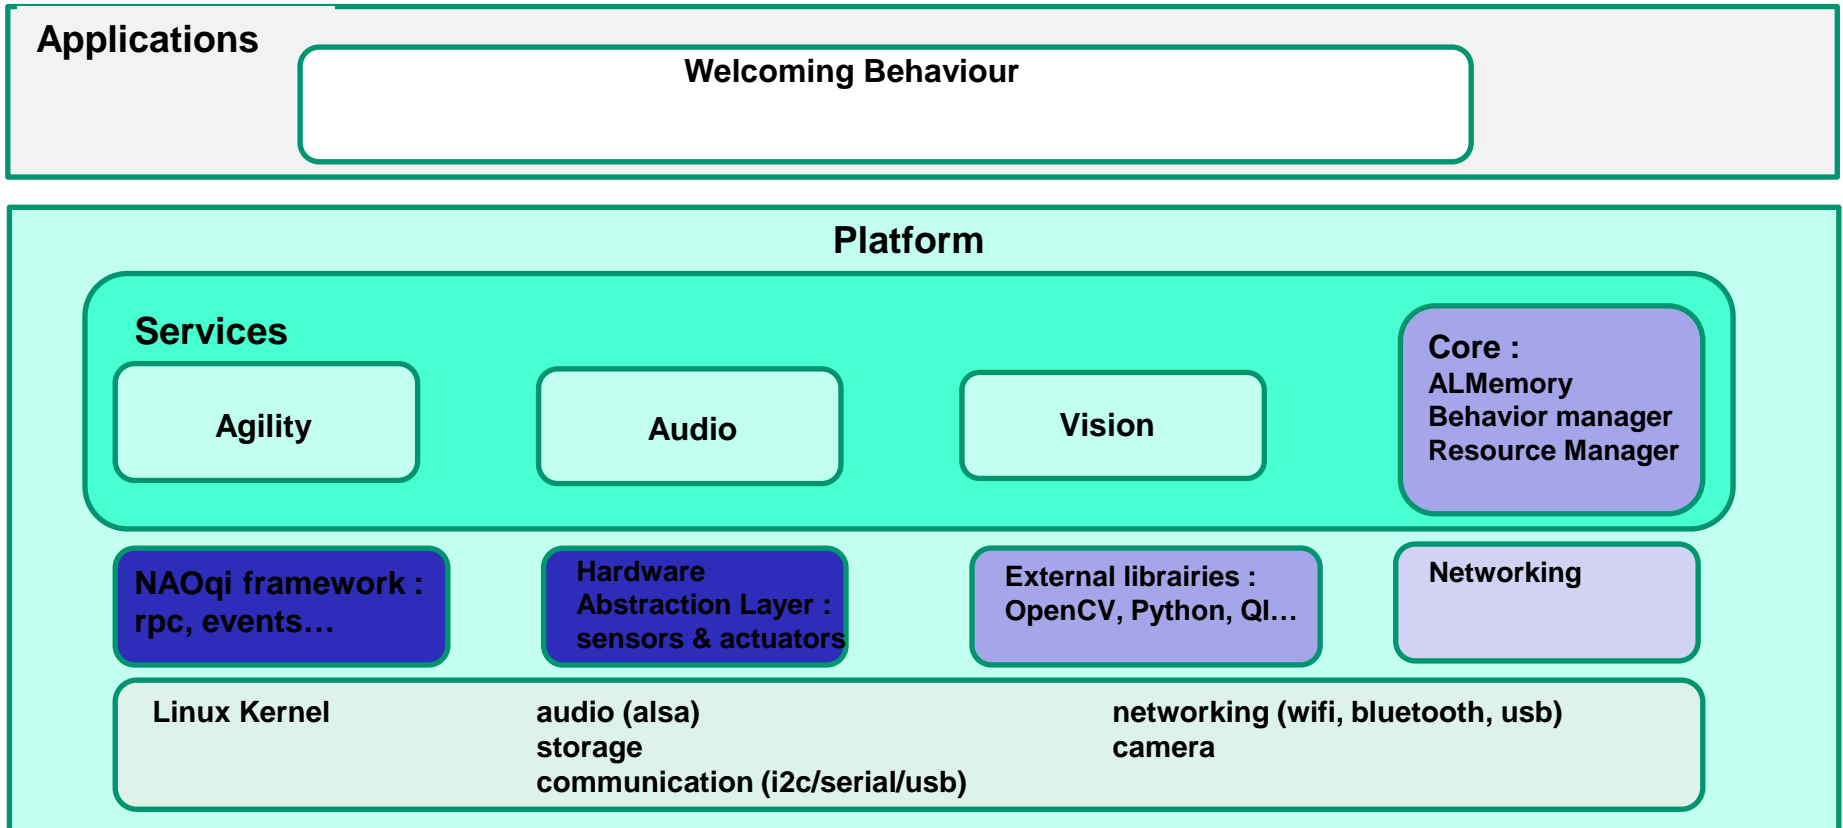 Applications
Welcoming Behaviour
Platform
Services
Agility
Audio
Vision
Core :
ALMemory
Behavior manager
Resource Manager
NAOqi framework :
rpc, events…
Hardware
Abstraction Layer :
sensors & actuators
External librairies :
OpenCV, Python, QI…
Networking
Linux Kernel
audio (alsa)
storage
communication (i2c/serial/usb)
networking (wifi, bluetooth, usb)
camera